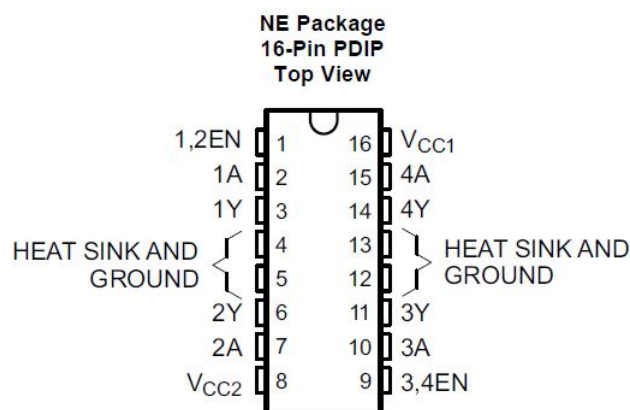 NE Package
16-Pin PDIP
Top View
1,2EN 1 16 VCC1
1A 2 15 4A
1Y 3 14 4Y
HEAT SINK AND GROUND 4 13 HEAT SINK AND GROUND
5 12
2Y 6 11 3Y
2A 7 10 3A
VCC2 8 9 3,4EN